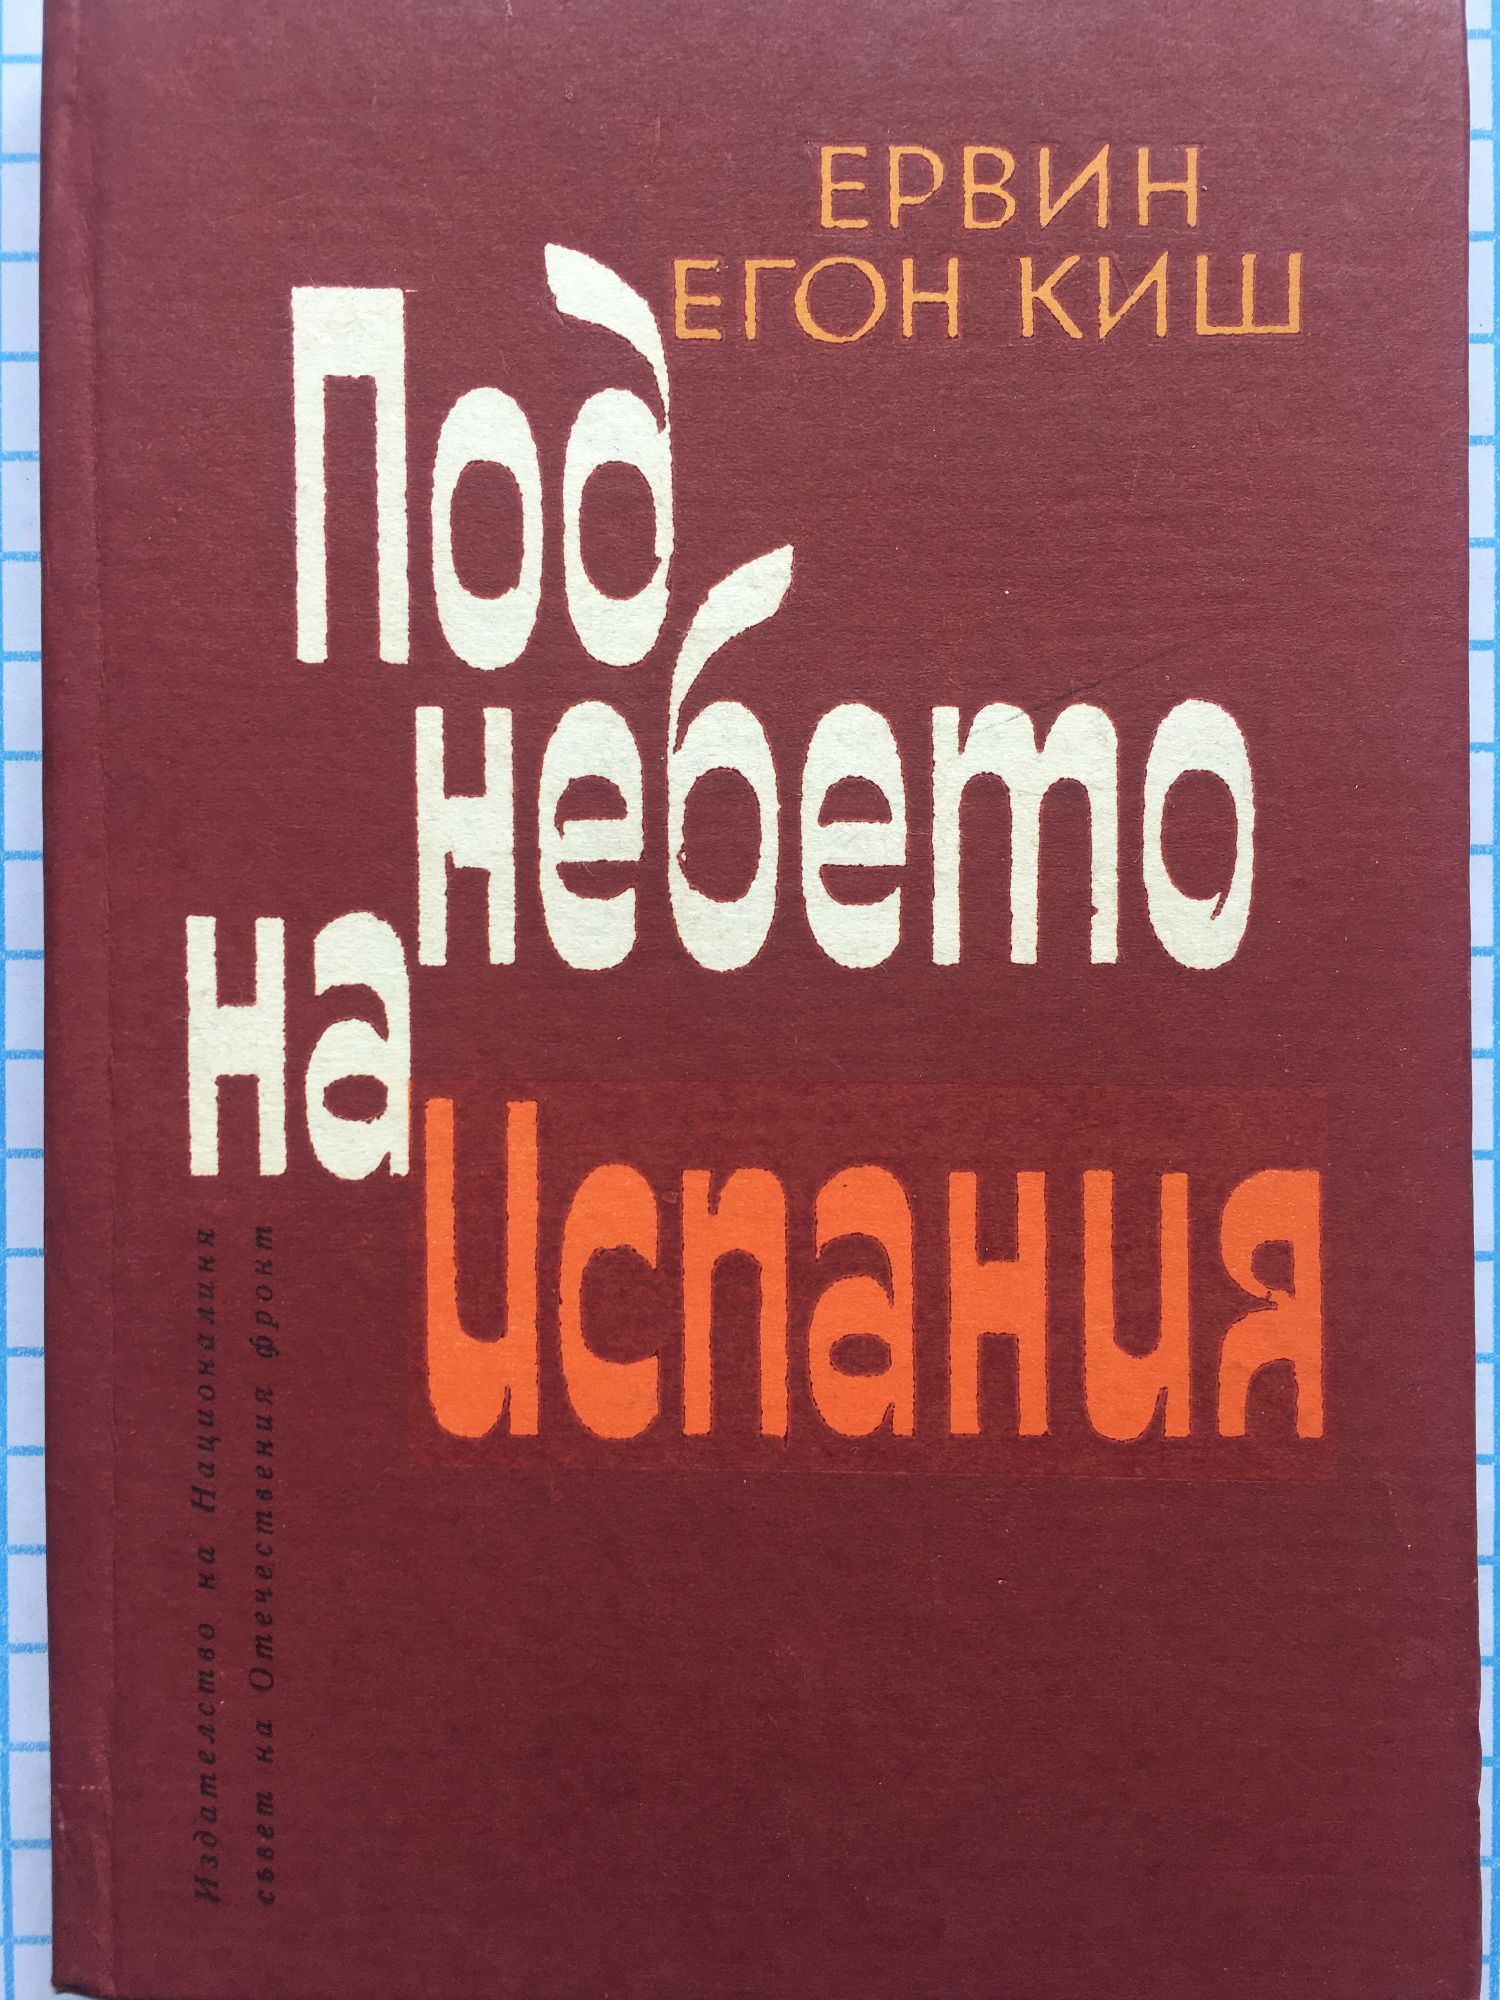 ЕРВИН
ЕГОН КИШ
Под
небето
на
Испания
Издателство на Националния
съвет на Отечествения фронт